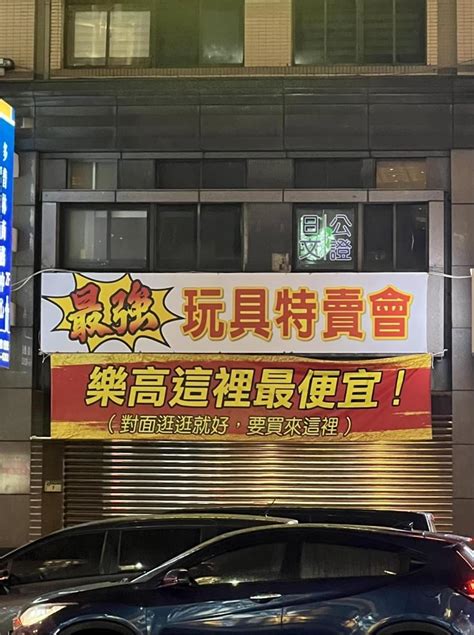 日 公
文 證
最強 玩具特賣會
樂高這裡最便宜！
（對面逛逛就好，要買來這裡）